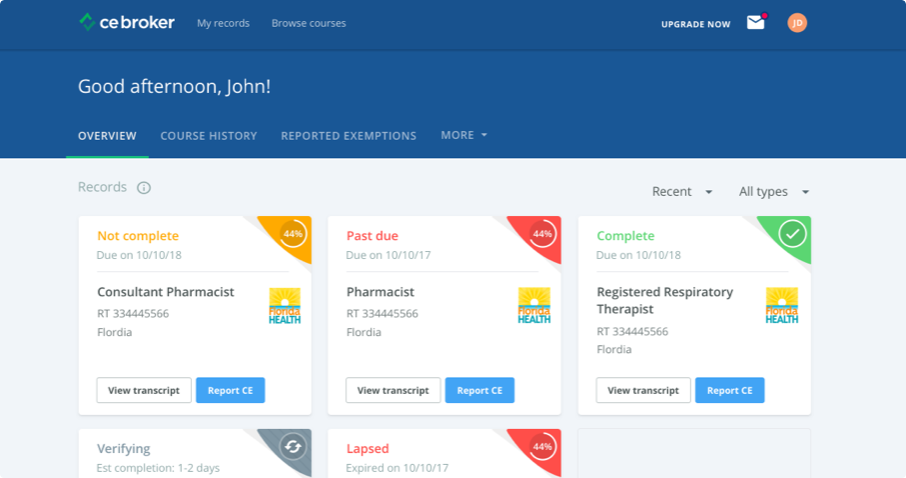 ce broker My records Browse courses UPGRADE NOW JD
Good afternoon, John!
OVERVIEW COURSE HISTORY REPORTED EXEMPTIONS MORE
Records Recent All types
Not complete 44%
Due on 10/10/18
Consultant Pharmacist
RT 334445566
Flordia
Florida
HEALTH
View transcript Report CE
Past due 44%
Due on 10/10/17
Pharmacist
RT 334445566
Flordia
Florida
HEALTH
View transcript Report CE
Complete
Due on 10/10/18
Registered Respiratory
Therapist
RT 334445566
Flordia
Florida
HEALTH
View transcript Report CE
Verifying
Est completion: 1-2 days
Lapsed 44%
Expired on 10/10/17